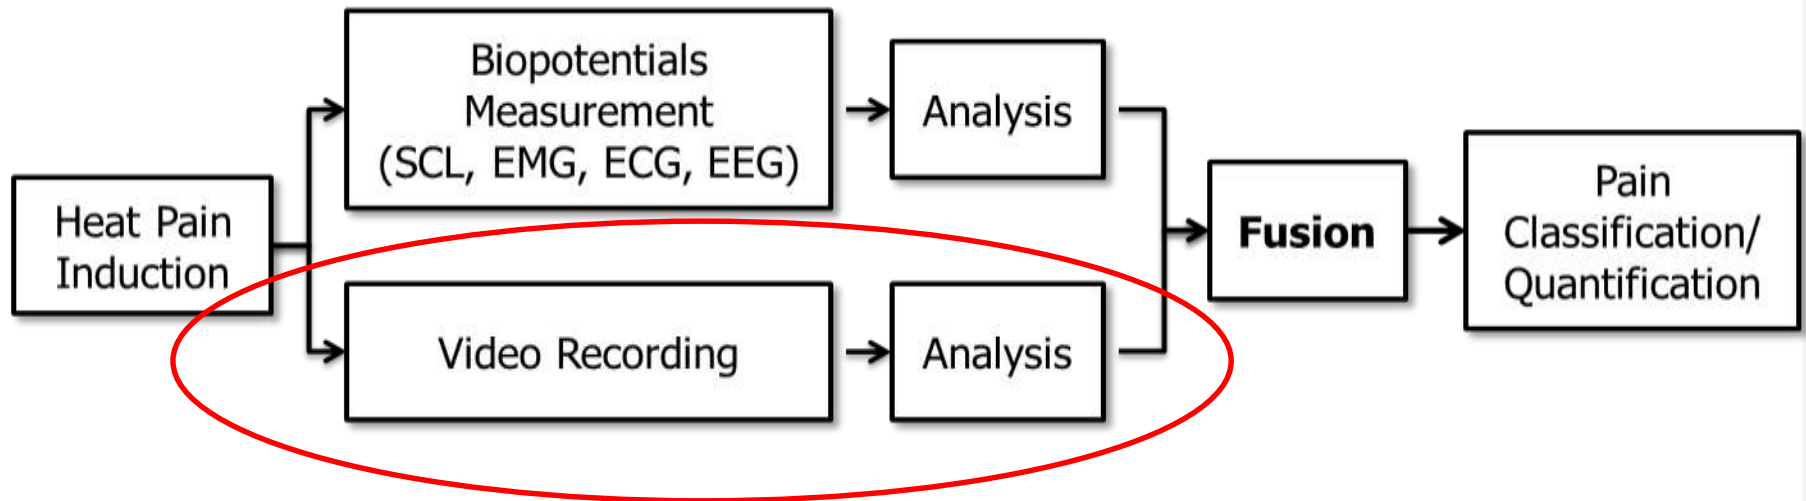 Heat Pain
Induction
Biopotentials
Measurement
(SCL, EMG, ECG, EEG)
Analysis
Video Recording
Analysis
Fusion
Pain
Classification/
Quantification